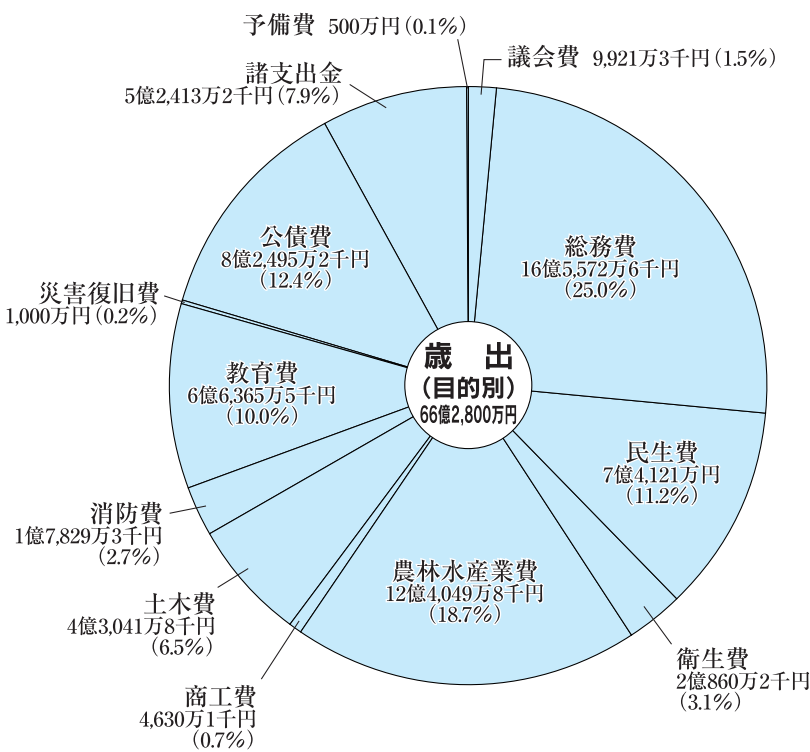 予備費 500万円(0.1%)
議会費 9,921万3千円(1.5%)
諸支出金
5億2,413万2千円(7.9%)
総務費
16億5,572万6千円
(25.0%)
公債費
8億2,495万2千円
(12.4%)
災害復旧費
1,000万円(0.2%)
歳 出
(目的別)
66億2,800万円
教育費
6億6,365万5千円
(10.0%)
民生費
7億4,121万円
(11.2%)
消防費
1億7,829万3千円
(2.7%)
農林水産業費
12億4,049万8千円
(18.7%)
土木費
4億3,041万8千円
(6.5%)
衛生費
2億860万2千円
(3.1%)
商工費
4,630万1千円
(0.7%)